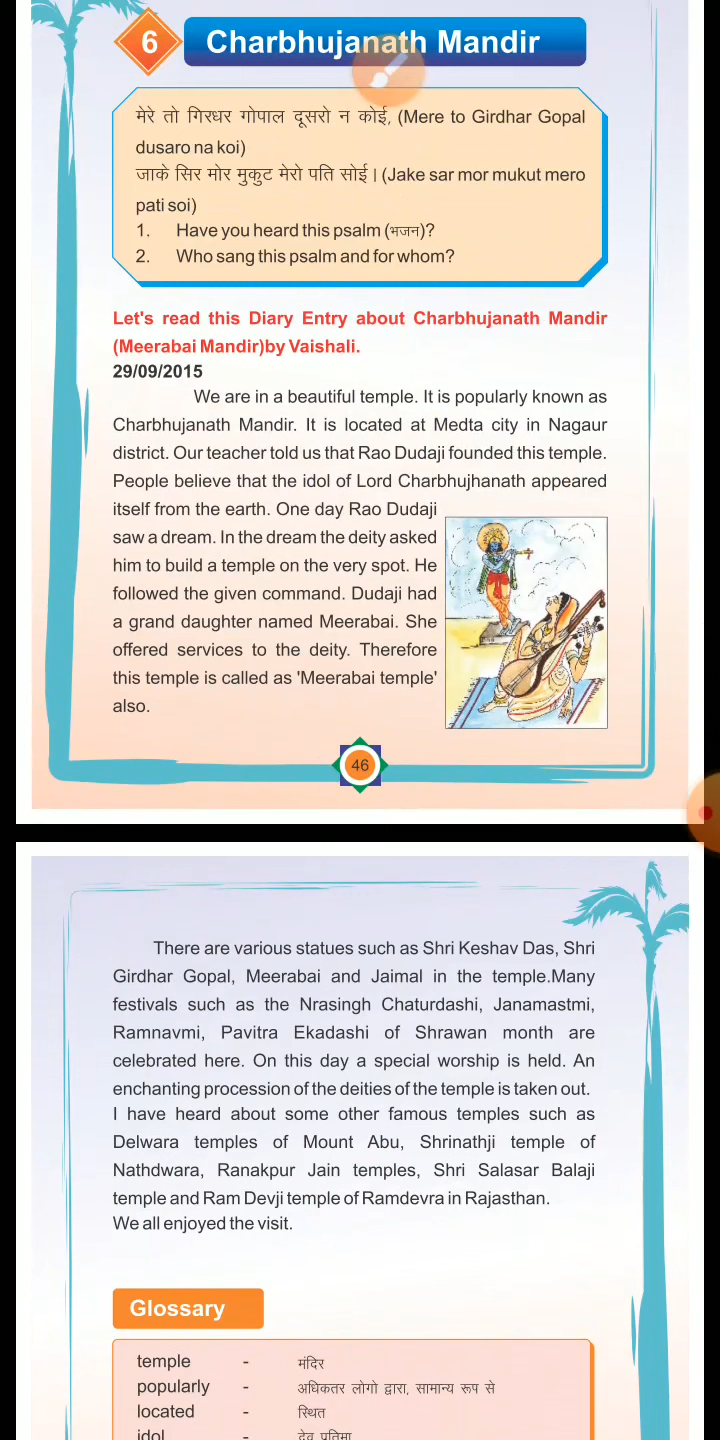 6 Charbhujanath Mandir
मेरे तो गिरधर गोपाल दूसरो न कोई, (Mere to Girdhar Gopal
dusaro na koi)
जाके सिर मोर मुकुट मेरो पति सोई। (Jake sar mor mukut mero
pati soi)
1. Have you heard this psalm (भजन)?
2. Who sang this psalm and for whom?
Let's read this Diary Entry about Charbhujanath Mandir
(Meerabai Mandir)by Vaishali.
29/09/2015
We are in a beautiful temple. It is popularly known as
Charbhujanath Mandir. It is located at Medta city in Nagaur
district. Our teacher told us that Rao Dudaji founded this temple.
People believe that the idol of Lord Charbhujhanath appeared
itself from the earth. One day Rao Dudaji
saw a dream. In the dream the deity asked
him to build a temple on the very spot. He
followed the given command. Dudaji had
a grand daughter named Meerabai. She
offered services to the deity. Therefore
this temple is called as 'Meerabai temple'
also.
46
There are various statues such as Shri Keshav Das, Shri
Girdhar Gopal, Meerabai and Jaimal in the temple.Many
festivals such as the Nrasingh Chaturdashi, Janamastmi,
Ramnavmi, Pavitra Ekadashi of Shrawan month are
celebrated here. On this day a special worship is held. An
enchanting procession of the deities of the temple is taken out.
I have heard about some other famous temples such as
Delwara temples of Mount Abu, Shrinathji temple of
Nathdwara, Ranakpur Jain temples, Shri Salasar Balaji
temple and Ram Devji temple of Ramdevra in Rajasthan.
We all enjoyed the visit.
Glossary
temple - मंदिर
popularly - अधिकतर लोगो द्वारा, सामान्य रूप से
located - स्थित
idol - देव प्रतिमा